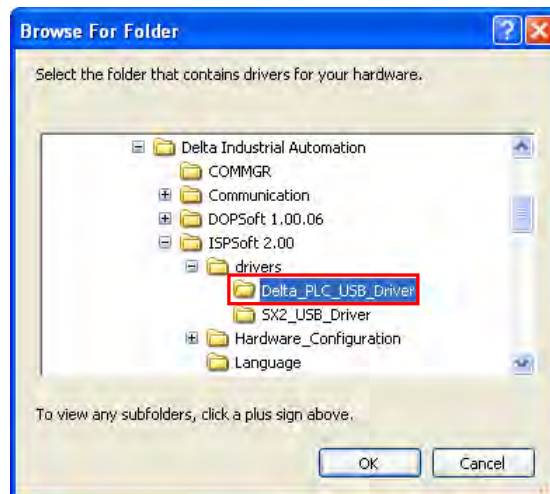 Browse For Folder
Select the folder that contains drivers for your hardware.
Delta Industrial Automation
COMMGR
Communication
DOPSoft 1.00.06
ISPSoft 2.00
drivers
Delta_PLC_USB_Driver
SX2_USB_Driver
Hardware_Configuration
Language
To view any subfolders, click a plus sign above.
OK Cancel